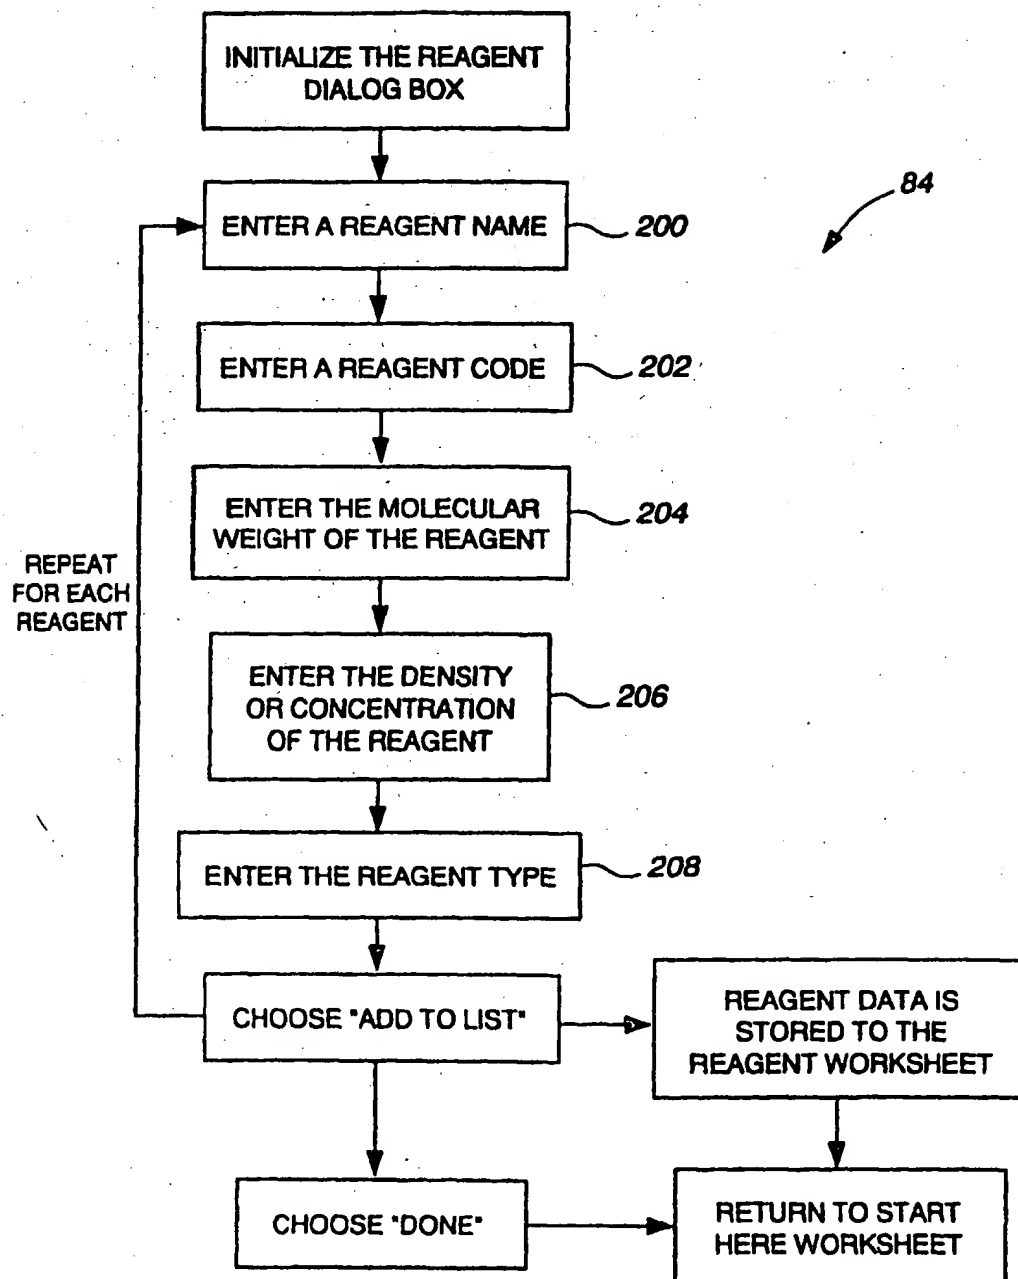 INITIALIZE THE REAGENT
DIALOG BOX
84
ENTER A REAGENT NAME
200
ENTER A REAGENT CODE
202
ENTER THE MOLECULAR
WEIGHT OF THE REAGENT
204
REPEAT
FOR EACH
REAGENT
ENTER THE DENSITY
OR CONCENTRATION
OF THE REAGENT
206
ENTER THE REAGENT TYPE
208
CHOOSE "ADD TO LIST"
REAGENT DATA IS
STORED TO THE
REAGENT WORKSHEET
CHOOSE "DONE"
RETURN TO START
HERE WORKSHEET